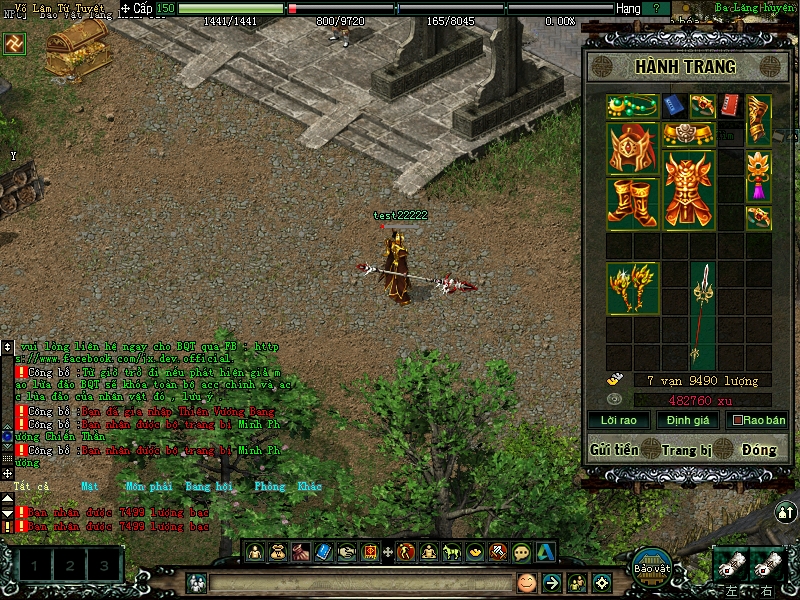 Võ Lâm Tứ Tuyệt
Cấp 150
Hạng ?
Ba Lăng huyện
1441/1441
800/9720
165/8045
0.00%
HÀNH TRANG
Y
test22222
vui lòng liên hệ ngay cho BQT qua FB : http
s://www.facebook.com/jx.dev.official.
Công bố :Từ giờ trở đi nếu phát hiện giả m
ạo lừa đảo BQT sẽ khóa toàn bộ acc chính và ac
c lừa đảo của nhân vật đó , lưu ý
Công bố :Bạn đã gia nhập Thiên Vương Bang
Công bố :Bạn nhận được bộ trang bị Minh Ph
ượng Chiến Thần
Công bố :Bạn nhận được bộ trang bị Minh Ph
ượng
Tất cả
Mật
Môn phái
Bang hội
Phòng
Khác
Bạn nhận được 7499 lượng bạc
Bạn nhận được 7499 lượng bạc
7 vạn 9490 lượng
482760 xu
Lời rao
Định giá
Rao bán
Gửi tiền
Trang bị
Đóng
1
2
3
Bảo vật
左
右